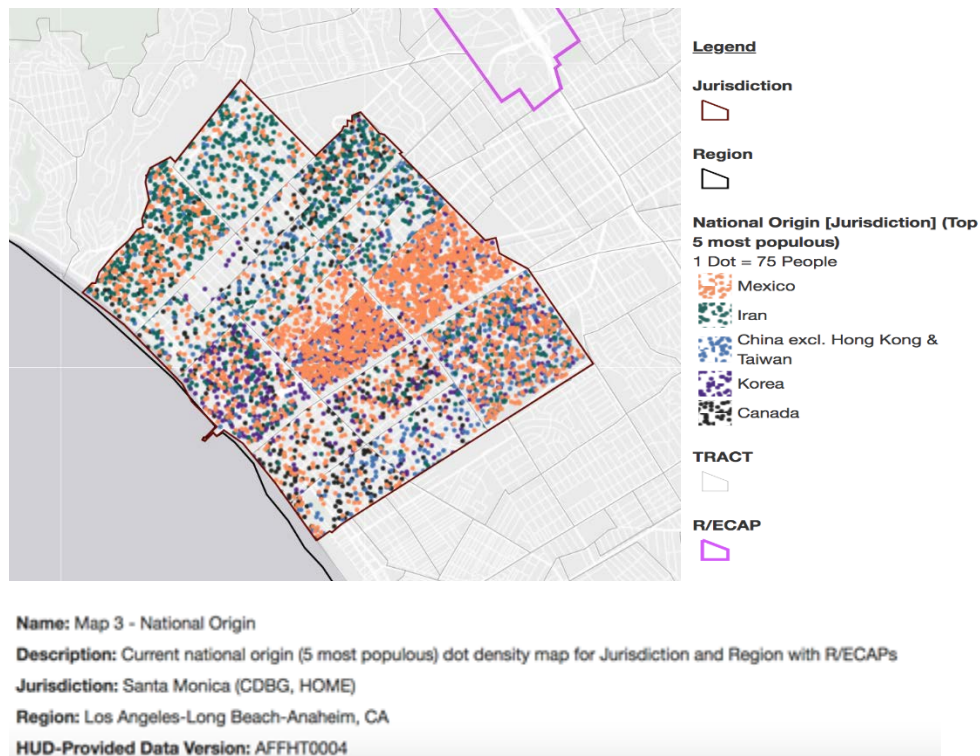 Legend
Jurisdiction
Region
National Origin [Jurisdiction] (Top
5 most populous)
1 Dot = 75 People
Mexico
Iran
China excl. Hong Kong &
Taiwan
Korea
Canada
TRACT
R/ECAP
Name: Map 3 - National Origin
Description: Current national origin (5 most populous) dot density map for Jurisdiction and Region with R/ECAPs
Jurisdiction: Santa Monica (CDBG, HOME)
Region: Los Angeles-Long Beach-Anaheim, CA
HUD-Provided Data Version: AFFHT0004